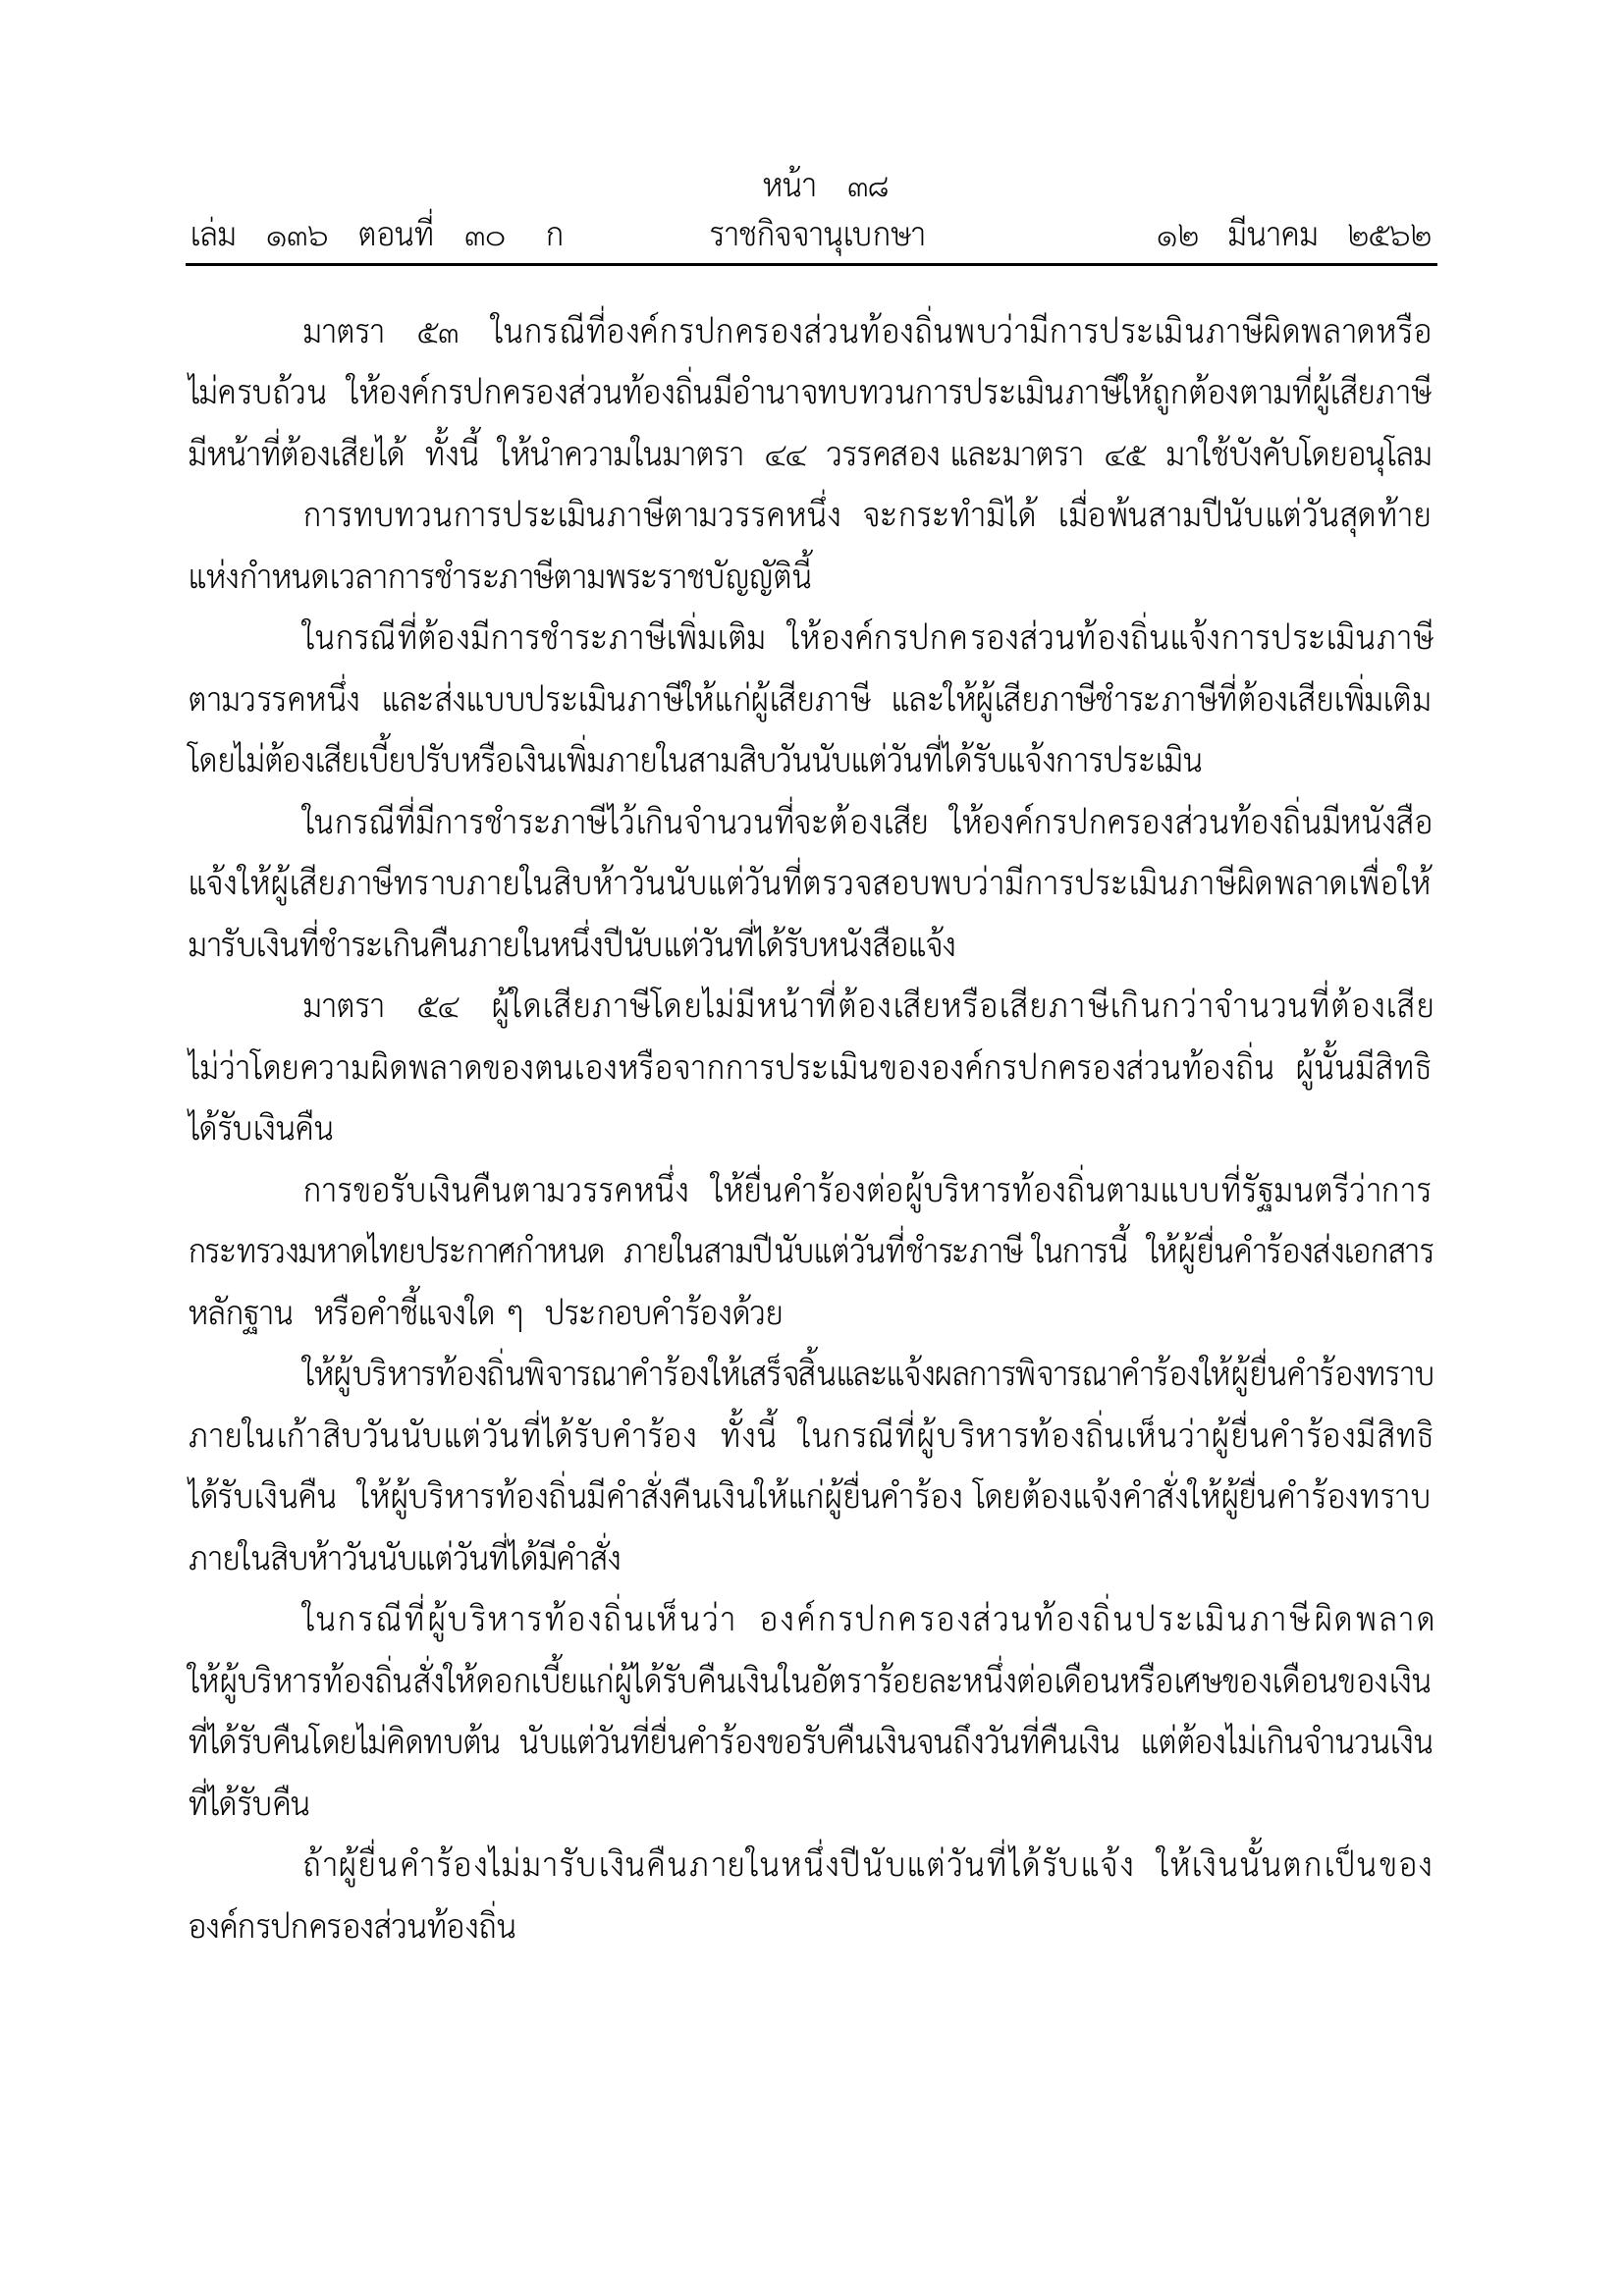 หน้า ๓๘
เล่ม ๑๓๖ ตอนที่ ๓๐ ก ราชกิจจานุเบกษา ๑๒ มีนาคม ๒๕๖๒
มาตรา ๕๓ ในกรณีที่องค์กรปกครองส่วนท้องถิ่นพบว่ามีการประเมินภาษีผิดพลาดหรือ
ไม่ครบถ้วน ให้องค์กรปกครองส่วนท้องถิ่นมีอำนาจทบทวนการประเมินภาษีให้ถูกต้องตามที่ผู้เสียภาษี
มีหน้าที่ต้องเสียได้ ทั้งนี้ ให้นำความในมาตรา ๔๔ วรรคสอง และมาตรา ๔๕ มาใช้บังคับโดยอนุโลม
การทบทวนการประเมินภาษีตามวรรคหนึ่ง จะกระทำมิได้ เมื่อพ้นสามปีนับแต่วันสุดท้าย
แห่งกำหนดเวลาการชำระภาษีตามพระราชบัญญัตินี้
ในกรณีที่ต้องมีการชำระภาษีเพิ่มเติม ให้องค์กรปกครองส่วนท้องถิ่นแจ้งการประเมินภาษี
ตามวรรคหนึ่ง และส่งแบบประเมินภาษีให้แก่ผู้เสียภาษี และให้ผู้เสียภาษีชำระภาษีที่ต้องเสียเพิ่มเติม
โดยไม่ต้องเสียเบี้ยปรับหรือเงินเพิ่มภายในสามสิบวันนับแต่วันที่ได้รับแจ้งการประเมิน
ในกรณีที่มีการชำระภาษีไว้เกินจำนวนที่จะต้องเสีย ให้องค์กรปกครองส่วนท้องถิ่นมีหนังสือ
แจ้งให้ผู้เสียภาษีทราบภายในสิบห้าวันนับแต่วันที่ตรวจสอบพบว่ามีการประเมินภาษีผิดพลาดเพื่อให้
มารับเงินที่ชำระเกินคืนภายในหนึ่งปีนับแต่วันที่ได้รับหนังสือแจ้ง
มาตรา ๕๔ ผู้ใดเสียภาษีโดยไม่มีหน้าที่ต้องเสียหรือเสียภาษีเกินกว่าจำนวนที่ต้องเสีย
ไม่ว่าโดยความผิดพลาดของตนเองหรือจากการประเมินขององค์กรปกครองส่วนท้องถิ่น ผู้นั้นมีสิทธิ
ได้รับเงินคืน
การขอรับเงินคืนตามวรรคหนึ่ง ให้ยื่นคำร้องต่อผู้บริหารท้องถิ่นตามแบบที่รัฐมนตรีว่าการ
กระทรวงมหาดไทยประกาศกำหนด ภายในสามปีนับแต่วันที่ชำระภาษี ในการนี้ ให้ผู้ยื่นคำร้องส่งเอกสาร
หลักฐาน หรือคำชี้แจงใด ๆ ประกอบคำร้องด้วย
ให้ผู้บริหารท้องถิ่นพิจารณาคำร้องให้เสร็จสิ้นและแจ้งผลการพิจารณาคำร้องให้ผู้ยื่นคำร้องทราบ
ภายในเก้าสิบวันนับแต่วันที่ได้รับคำร้อง ทั้งนี้ ในกรณีที่ผู้บริหารท้องถิ่นเห็นว่าผู้ยื่นคำร้องมีสิทธิ
ได้รับเงินคืน ให้ผู้บริหารท้องถิ่นมีคำสั่งคืนเงินให้แก่ผู้ยื่นคำร้อง โดยต้องแจ้งคำสั่งให้ผู้ยื่นคำร้องทราบ
ภายในสิบห้าวันนับแต่วันที่ได้มีคำสั่ง
ในกรณีที่ผู้บริหารท้องถิ่นเห็นว่า องค์กรปกครองส่วนท้องถิ่นประเมินภาษีผิดพลาด
ให้ผู้บริหารท้องถิ่นสั่งให้ดอกเบี้ยแก่ผู้ได้รับคืนเงินในอัตราร้อยละหนึ่งต่อเดือนหรือเศษของเดือนของเงิน
ที่ได้รับคืนโดยไม่คิดทบต้น นับแต่วันที่ยื่นคำร้องขอรับคืนเงินจนถึงวันที่คืนเงิน แต่ต้องไม่เกินจำนวนเงิน
ที่ได้รับคืน
ถ้าผู้ยื่นคำร้องไม่มารับเงินคืนภายในหนึ่งปีนับแต่วันที่ได้รับแจ้ง ให้เงินนั้นตกเป็นของ
องค์กรปกครองส่วนท้องถิ่น